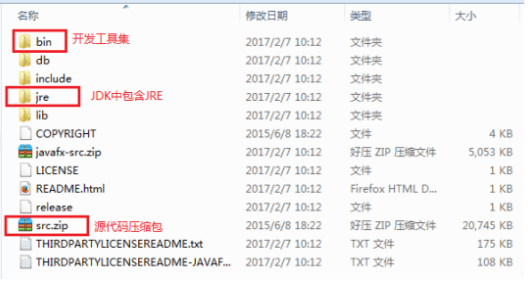 名称 修改日期 类型 大小
bin 开发工具集 2017/2/7 10:12 文件夹
db 2017/2/7 10:12 文件夹
include 2017/2/7 10:12 文件夹
jre JDK中包含JRE 2017/2/7 10:12 文件夹
lib 2017/2/7 10:12 文件夹
COPYRIGHT 2015/6/8 18:22 文件 4 KB
javafx-src.zip 2017/2/7 10:12 好压 ZIP 压缩文件 5,053 KB
LICENSE 2017/2/7 10:12 文件 1 KB
README.html 2017/2/7 10:12 Firefox HTML D... 1 KB
release 2017/2/7 10:12 文件 1 KB
src.zip 源代码压缩包 2015/6/8 18:22 好压 ZIP 压缩文件 20,745 KB
THIRDPARTYLICENSEREADME.txt 2017/2/7 10:12 TXT 文件 175 KB
THIRDPARTYLICENSEREADME-JAVAF... 2017/2/7 10:12 TXT 文件 108 KB